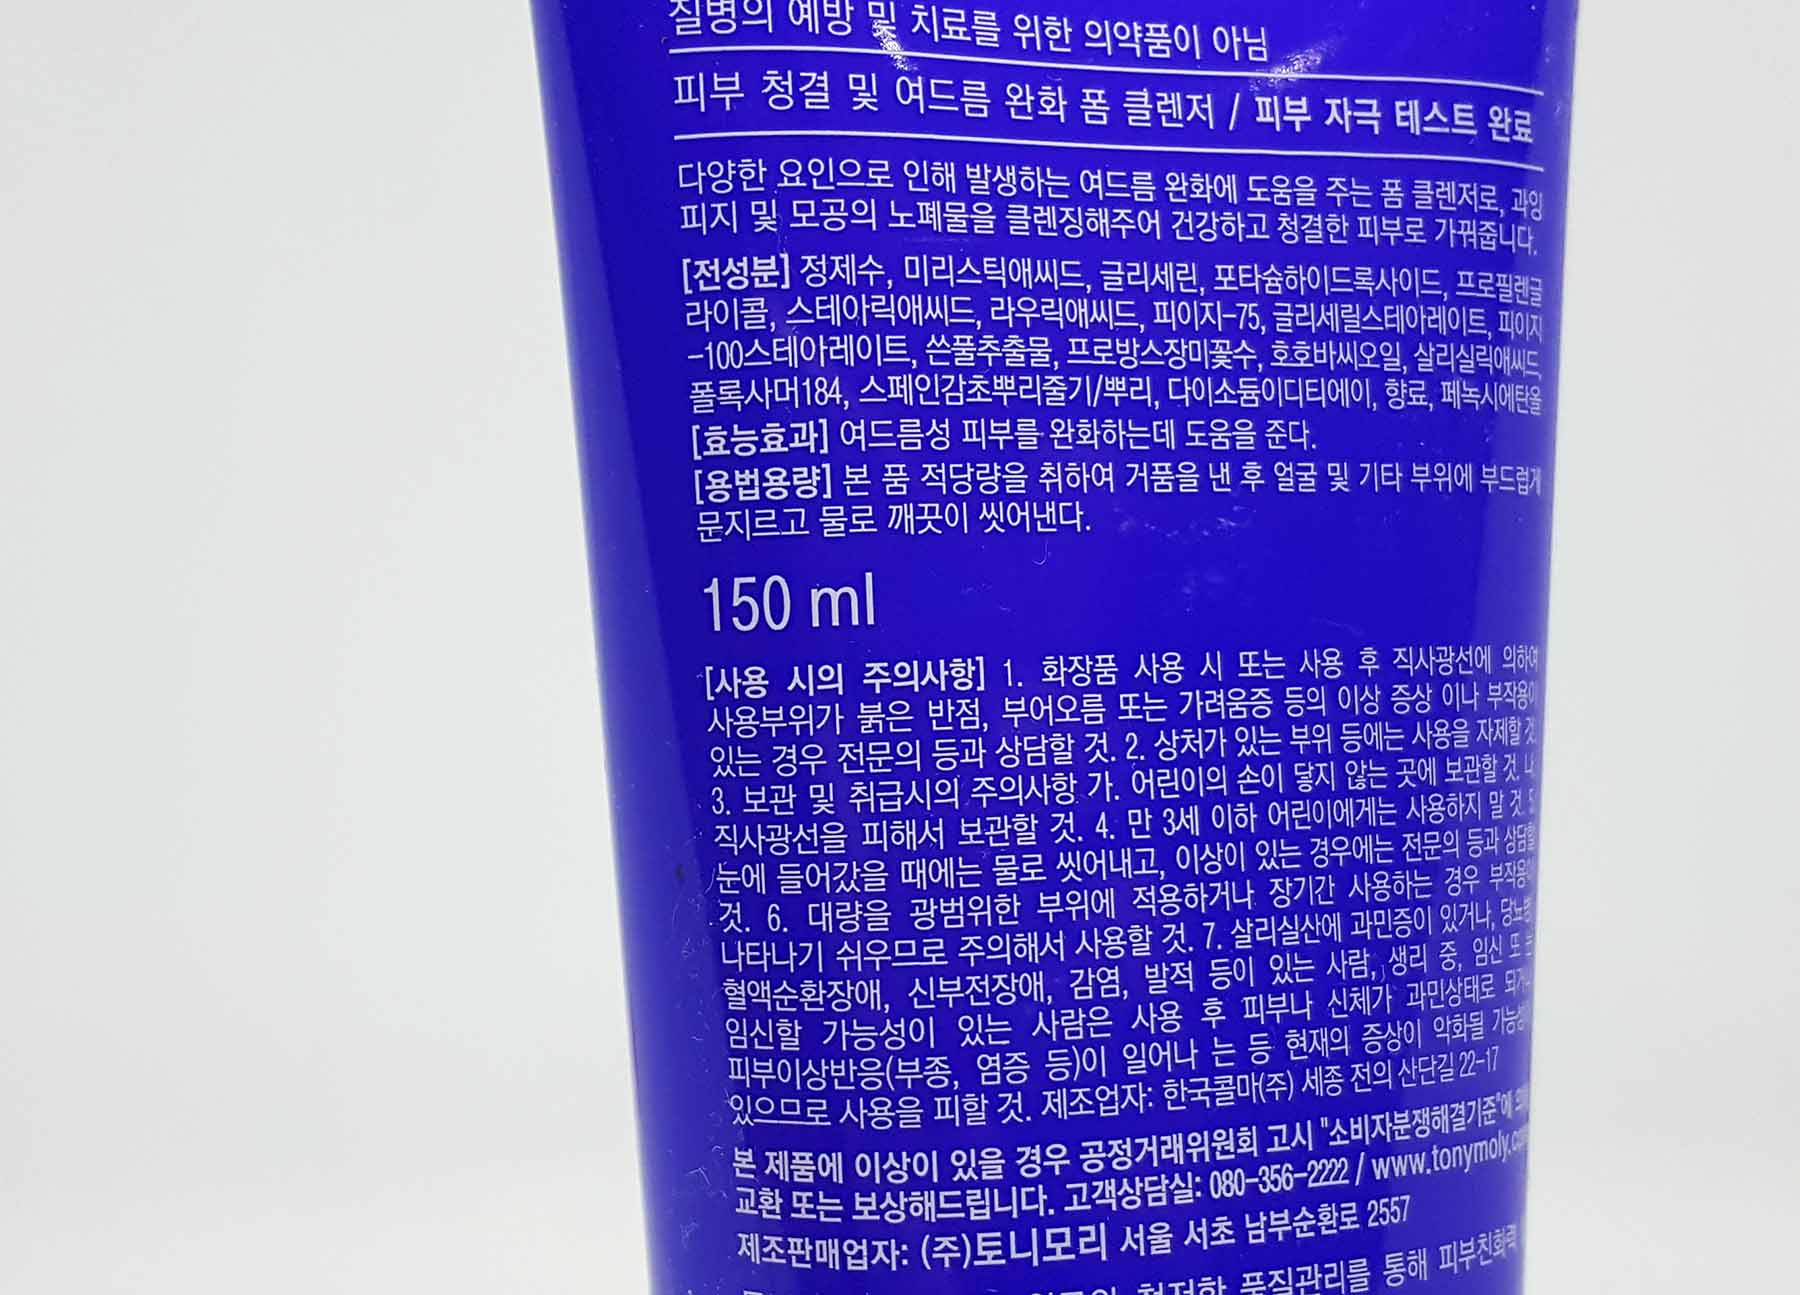 질병의 예방 및 치료를 위한 의약품이 아님
피부 청결 및 여드름 완화 폼 클렌저 / 피부 자극 테스트 완료
다양한 요인으로 인해 발생하는 여드름 완화에 도움을 주는 폼 클렌저로, 과잉
피지 및 모공의 노폐물을 클렌징해주어 건강하고 청결한 피부로 가꿔줍니다.
[전성분] 정제수, 미리스틱애씨드, 글리세린, 포타슘하이드록사이드, 프로필렌글
라이콜, 스테아릭애씨드, 라우릭애씨드, 피이지-75, 글리세릴스테아레이트, 피이지
-100스테아레이트, 쓴풀추출물, 프로방스장미꽃수, 호호바씨오일, 살리실릭애씨드,
폴록사머184, 스페인감초뿌리줄기/뿌리, 다이소듐이디티에이, 향료, 페녹시에탄올
[효능효과] 여드름성 피부를 완화하는데 도움을 준다.
[용법용량] 본 품 적당량을 취하여 거품을 낸 후 얼굴 및 기타 부위에 부드럽게
문지르고 물로 깨끗이 씻어낸다.
150 ml
[사용 시의 주의사항] 1. 화장품 사용 시 또는 사용 후 직사광선에 의하여
사용부위가 붉은 반점, 부어오름 또는 가려움증 등의 이상 증상 이나 부작용이
있는 경우 전문의 등과 상담할 것. 2. 상처가 있는 부위 등에는 사용을 자제할 것.
3. 보관 및 취급시의 주의사항 가. 어린이의 손이 닿지 않는 곳에 보관할 것. 나.
직사광선을 피해서 보관할 것. 4. 만 3세 이하 어린이에게는 사용하지 말 것. 5.
눈에 들어갔을 때에는 물로 씻어내고, 이상이 있는 경우에는 전문의 등과 상담할
것. 6. 대량을 광범위한 부위에 적용하거나 장기간 사용하는 경우 부작용이
나타나기 쉬우므로 주의해서 사용할 것. 7. 살리실산에 과민증이 있거나, 당뇨병,
혈액순환장애, 신부전장애, 감염, 발적 등이 있는 사람, 생리 중, 임신 또는
임신할 가능성이 있는 사람은 사용 후 피부나 신체가 과민상태로 되거나
피부이상반응(부종, 염증 등)이 일어나 는 등 현재의 증상이 악화될 가능성이
있으므로 사용을 피할 것. 제조업자: 한국콜마(주) 세종 전의 산단길 22-17
본 제품에 이상이 있을 경우 공정거래위원회 고시 "소비자분쟁해결기준"에 의해
교환 또는 보상해드립니다. 고객상담실: 080-356-2222 / www.tonymoly.com
제조판매업자: (주)토니모리 서울 서초 남부순환로 2557
품질관리를 통해 피부친화력